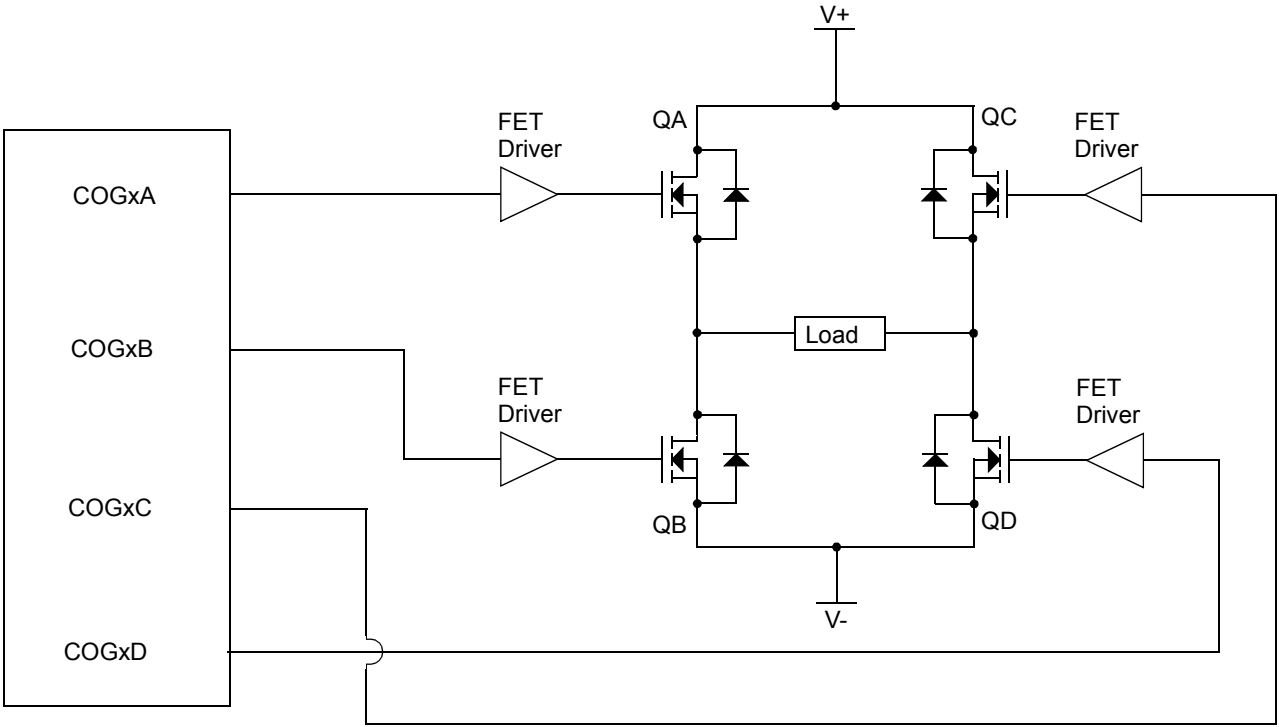 V+
QA
QC
FET
Driver
FET
Driver
COGxA
COGxB
Load
FET
Driver
FET
Driver
COGxC
QB
QD
V-
COGxD